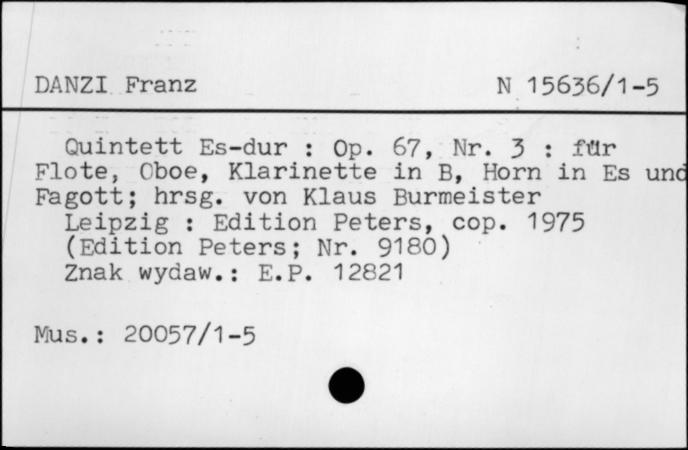 DANZI Franz N 15636/1-5
Quintett Es-dur : Op. 67, Nr. 3 : für
Flote, Oboe, Klarinette in B, Horn in Es und
Fagott; hrsg. von Klaus Burmeister
Leipzig : Edition Peters, cop. 1975
(Edition Peters; Nr. 9180)
Znak wydaw.: E.P. 12821
Mus.: 20057/1-5